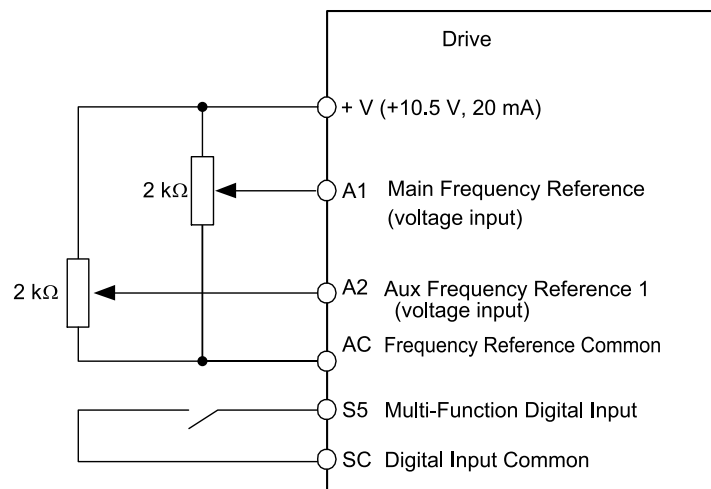 Drive
+ V (+10.5 V, 20 mA)
2 kΩ
A1 Main Frequency Reference
(voltage input)
2 kΩ
A2 Aux Frequency Reference 1
(voltage input)
AC Frequency Reference Common
S5 Multi-Function Digital Input
SC Digital Input Common